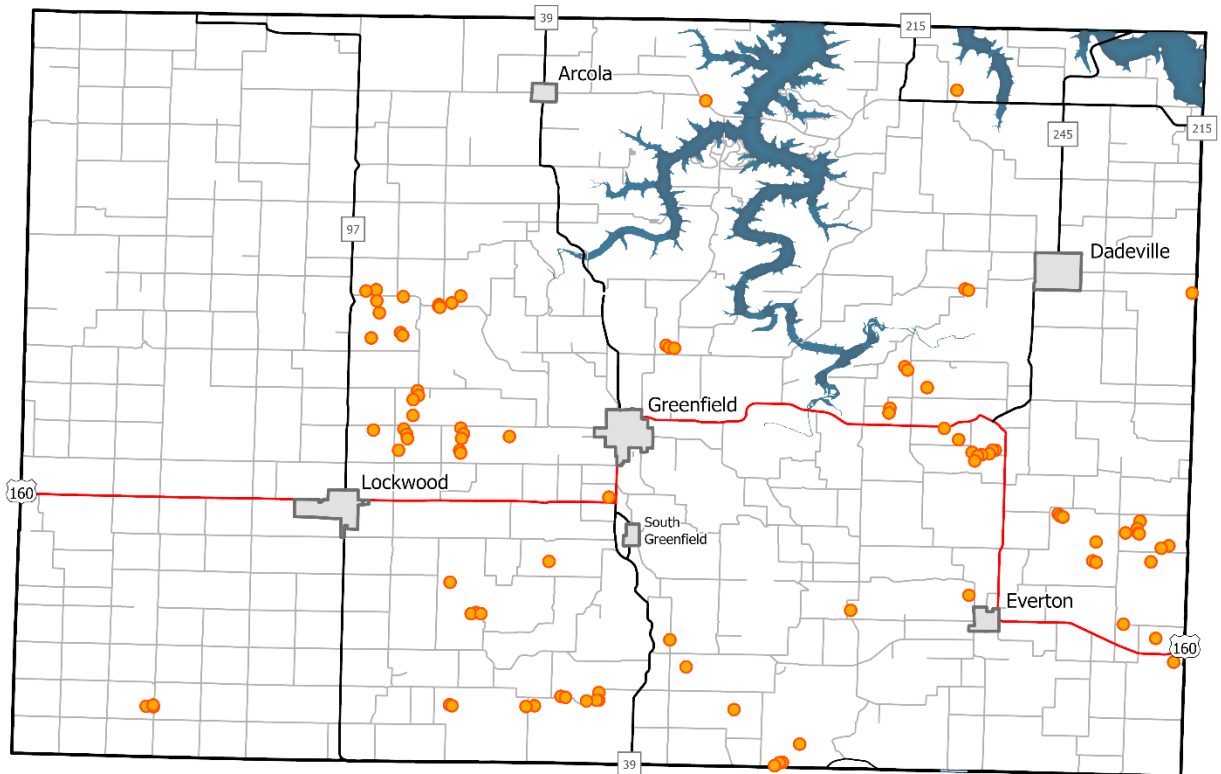 39
215
Arcola
245
215
97
Dadeville
Greenfield
Lockwood
160
South
Greenfield
Everton
160
39